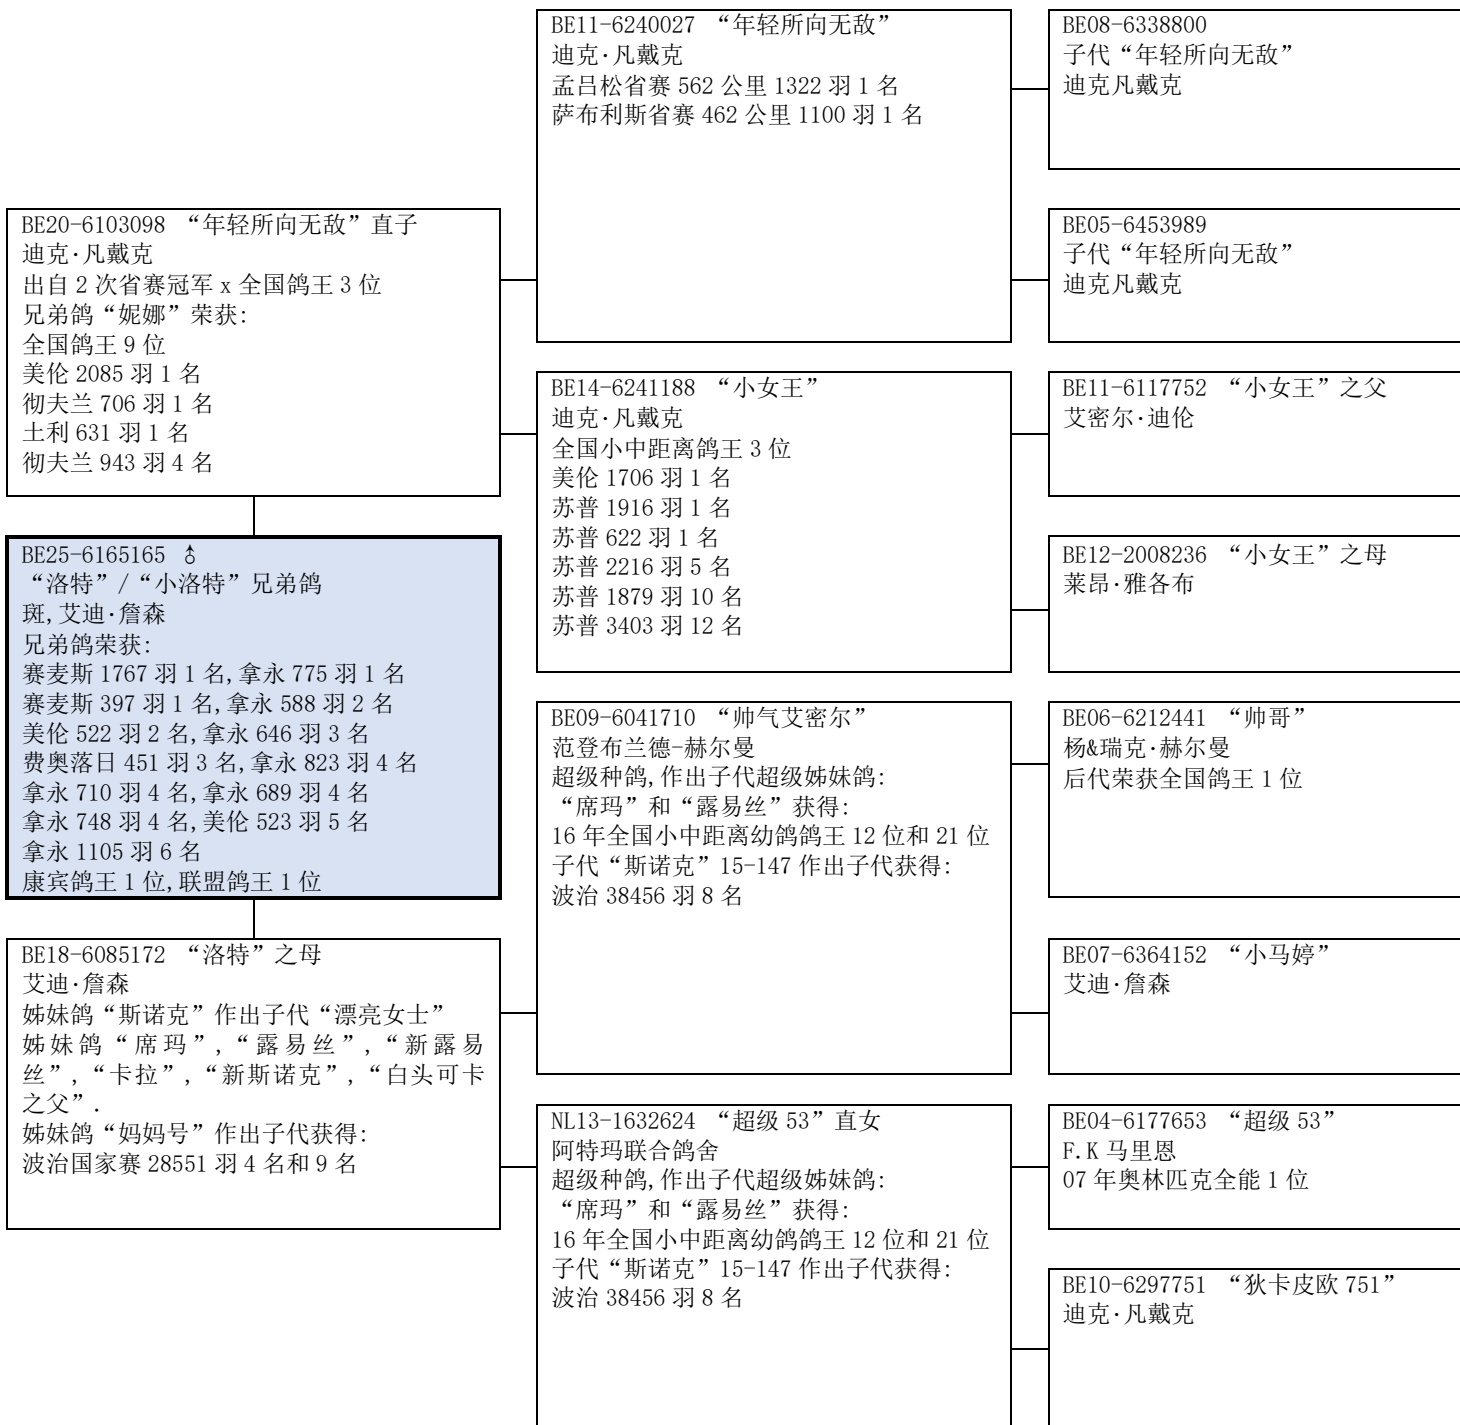 BE20-6103098 “年轻所向无敌”直子
迪克·凡戴克
出自 2 次省赛冠军 x 全国鸽王 3 位
兄弟鸽“妮娜”荣获:
全国鸽王 9 位
美伦 2085 羽 1 名
彻夫兰 706 羽 1 名
土利 631 羽 1 名
彻夫兰 943 羽 4 名
BE25-6165165 ♂
“洛特”/“小洛特”兄弟鸽
斑,艾迪·詹森
兄弟鸽荣获:
赛麦斯 1767 羽 1 名,拿永 775 羽 1 名
赛麦斯 397 羽 1 名,拿永 588 羽 2 名
美伦 522 羽 2 名,拿永 646 羽 3 名
费奥落日 451 羽 3 名,拿永 823 羽 4 名
拿永 710 羽 4 名,拿永 689 羽 4 名
拿永 748 羽 4 名,美伦 523 羽 5 名
拿永 1105 羽 6 名
康宾鸽王 1 位,联盟鸽王 1 位
BE18-6085172 “洛特”之母
艾迪·詹森
姊妹鸽“斯诺克”作出子代“漂亮女士”
姊妹鸽“席玛”,“露易丝”,“新露易
丝”,“卡拉”,“新斯诺克”,“白头可卡
之父”.
姊妹鸽“妈妈号”作出子代获得:
波治国家赛 28551 羽 4 名和 9 名
BE11-6240027 “年轻所向无敌”
迪克·凡戴克
孟吕松省赛 562 公里 1322 羽 1 名
萨布利斯省赛 462 公里 1100 羽 1 名
BE14-6241188 “小女王”
迪克·凡戴克
全国小中距离鸽王 3 位
美伦 1706 羽 1 名
苏普 1916 羽 1 名
苏普 622 羽 1 名
苏普 2216 羽 5 名
苏普 1879 羽 10 名
苏普 3403 羽 12 名
BE09-6041710 “帅气艾密尔”
范登布兰德-赫尔曼
超级种鸽,作出子代超级姊妹鸽:
“席玛”和“露易丝”获得:
16 年全国小中距离幼鸽鸽王 12 位和 21 位
子代“斯诺克”15-147 作出子代获得:
波治 38456 羽 8 名
NL13-1632624 “超级 53”直女
阿特玛联合鸽舍
超级种鸽,作出子代超级姊妹鸽:
“席玛”和“露易丝”获得:
16 年全国小中距离幼鸽鸽王 12 位和 21 位
子代“斯诺克”15-147 作出子代获得:
波治 38456 羽 8 名
BE08-6338800
子代“年轻所向无敌”
迪克凡戴克
BE05-6453989
子代“年轻所向无敌”
迪克凡戴克
BE11-6117752 “小女王”之父
艾密尔·迪伦
BE12-2008236 “小女王”之母
莱昂·雅各布
BE06-6212441 “帅哥”
杨&瑞克·赫尔曼
后代荣获全国鸽王 1 位
BE07-6364152 “小马婷”
艾迪·詹森
BE04-6177653 “超级 53”
F.K 马里恩
07 年奥林匹克全能 1 位
BE10-6297751 “狄卡皮欧 751”
迪克·凡戴克